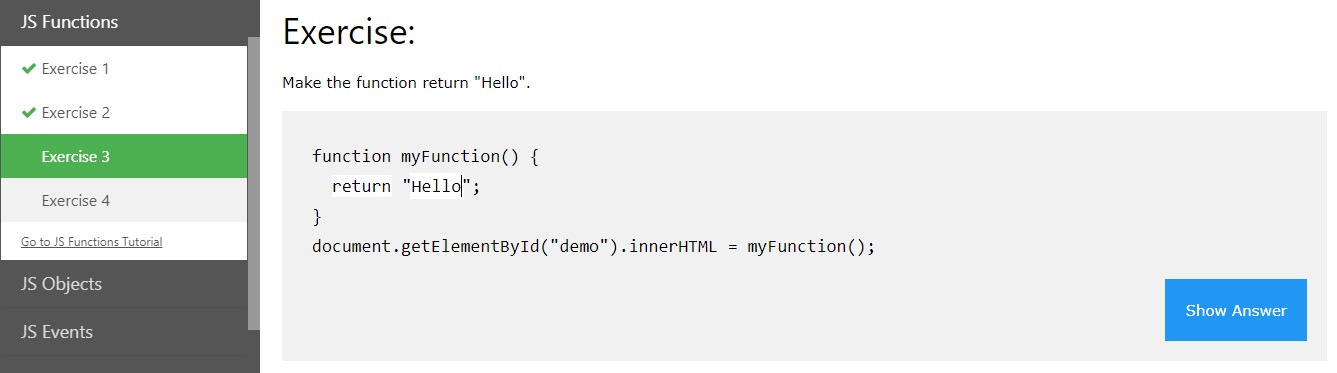 JS Functions
Exercise 1
Exercise 2
Exercise 3
Exercise 4
Go to JS Functions Tutorial
JS Objects
JS Events
Exercise:
Make the function return "Hello".
function myFunction() {
return "Hello";
}
document.getElementById("demo").innerHTML = myFunction();
Show Answer